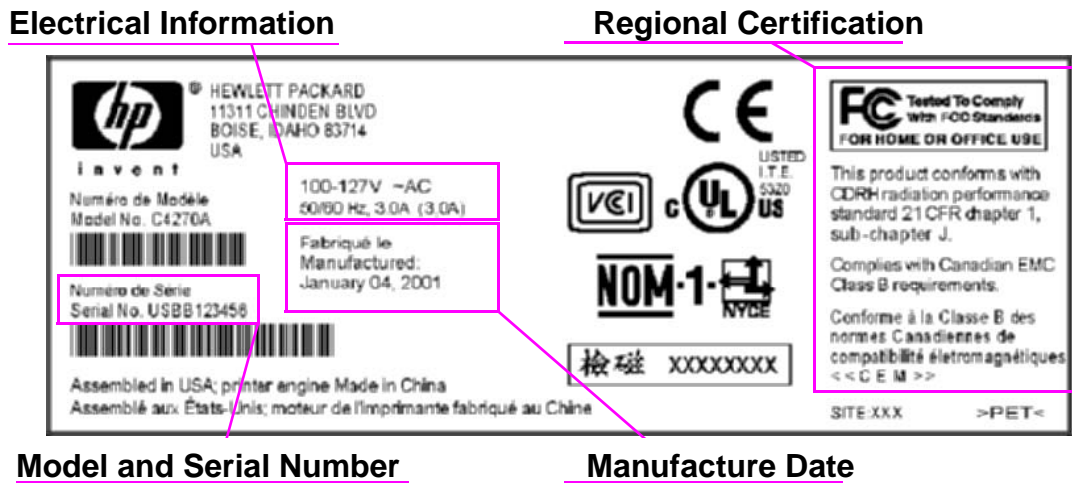 Electrical Information
Regional Certification
hp
invent
® HEWLETT PACKARD
11311 CHINDEN BLVD
BOISE, IDAHO 83714
USA
Numéro de Modèle
Model No. C4270A
100-127V ~AC
50/60 Hz, 3.0A (3,0A)
Fabriqué le
Manufactured:
January 04, 2001
Numéro de Série
Serial No. USBB123456
Assembled in USA; printer engine Made in China
Assemblé aux États-Unis; moteur de l'imprimante fabriqué au Chine
CE
VCI
C UL US
LISTED
I.T.E.
5320
NOM-1-
NYCE
檢磁 XXXXXXXX
FC Tested To Comply
With FCC Standards
FOR HOME OR OFFICE USE
This product conforms with
CDRH radiation performance
standard 21 CFR chapter 1,
sub-chapter J.
Complies with Canadian EMC
Class B requirements.
Conforme à la Classe B des
normes Canadiennes de
compatibilité életromagnétiques
<<C E M>>
SITE:XXX >PET<
Model and Serial Number
Manufacture Date